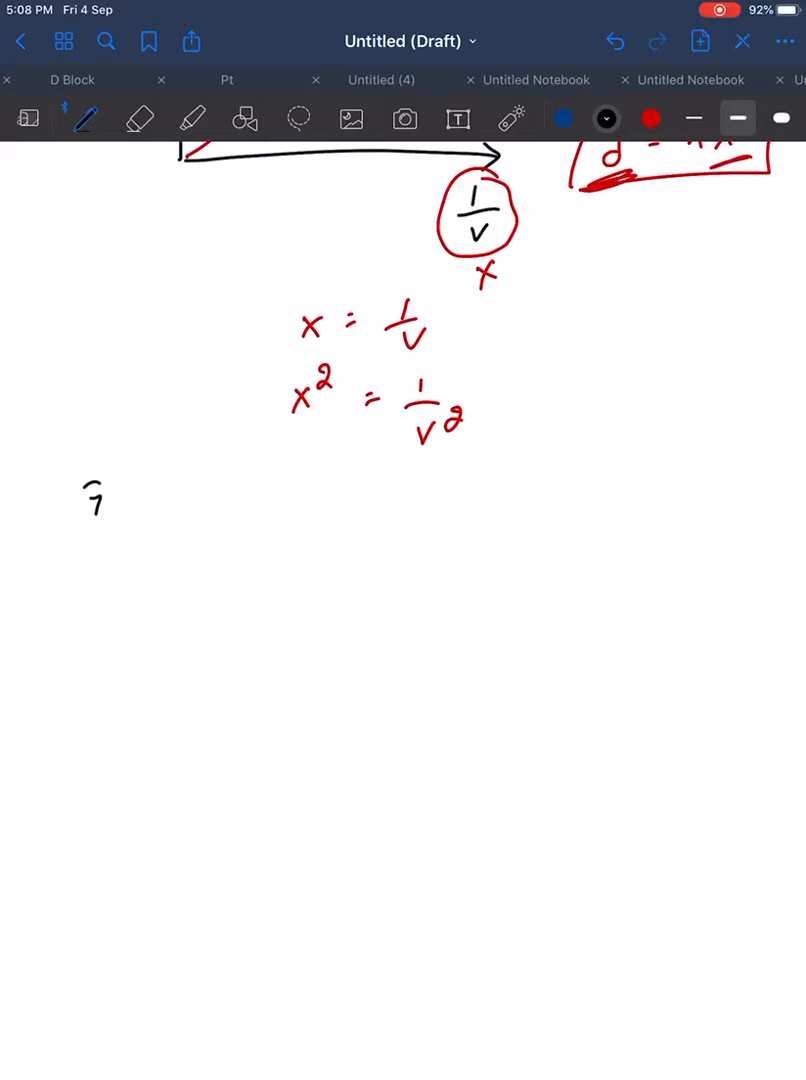 5:08 PM Fri 4 Sep 92%
Untitled (Draft)
D Block Pt Untitled (4) Untitled Notebook Untitled Notebook
T
d =
1/v
x
x = 1/v
x² = 1/v²